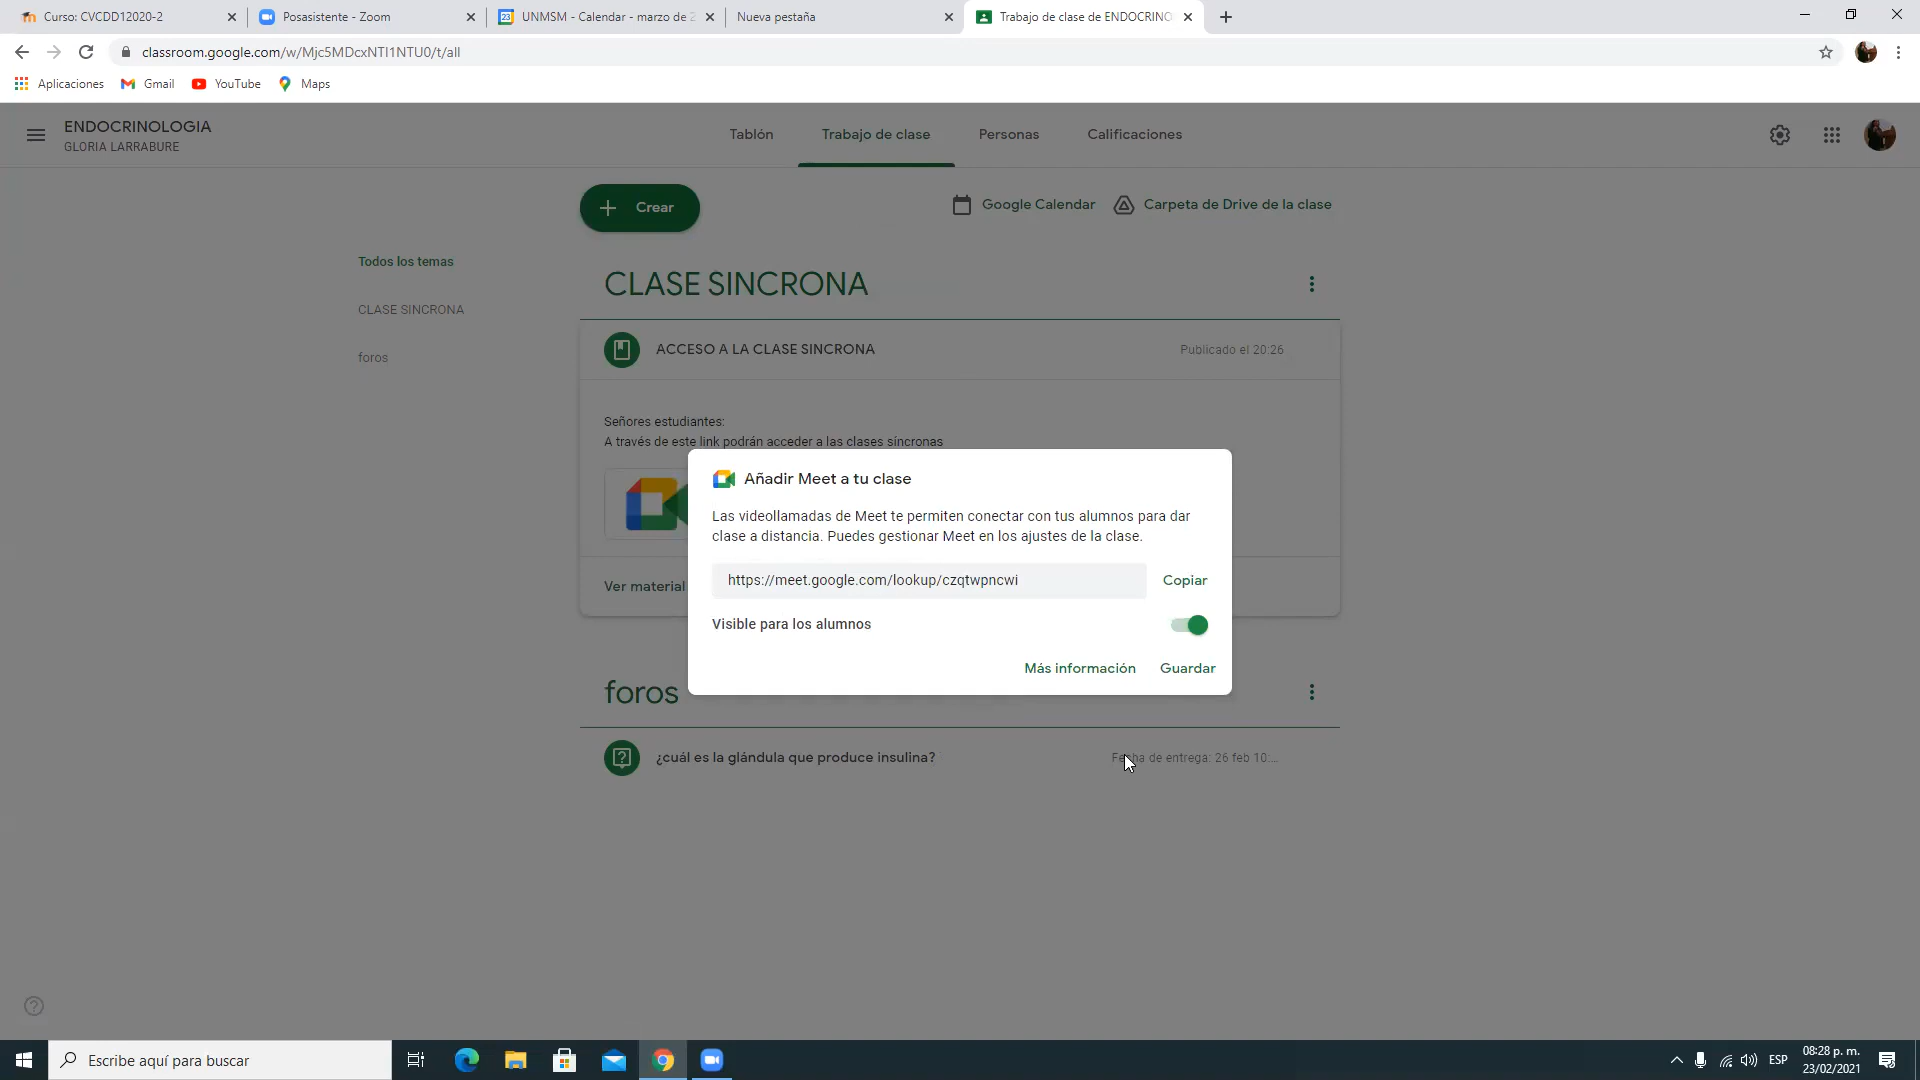 Curso: CVCDD12020-2
Posasistente - Zoom
UNMSM - Calendar - marzo de 2
Nueva pestaña
Trabajo de clase de ENDOCRINO
classroom.google.com/w/Mjc5MDcxNTI1NTU0/t/all
Aplicaciones
Gmail
YouTube
Maps
ENDOCRINOLOGIA
GLORIA LARRABURE
Tablón
Trabajo de clase
Personas
Calificaciones
Crear
Google Calendar
Carpeta de Drive de la clase
Todos los temas
CLASE SINCRONA
foros
CLASE SINCRONA
ACCESO A LA CLASE SINCRONA
Publicado el 20:26
Señores estudiantes:
A través de este link podrán acceder a las clases síncronas
Ver material
Añadir Meet a tu clase
Las videollamadas de Meet te permiten conectar con tus alumnos para dar
clase a distancia. Puedes gestionar Meet en los ajustes de la clase.
https://meet.google.com/lookup/czqtwpncwi
Copiar
Visible para los alumnos
Más información
Guardar
foros
¿cuál es la glándula que produce insulina?
Fecha de entrega: 26 feb 10:...
Escribe aquí para buscar
ESP
08:28 p. m.
23/02/2021